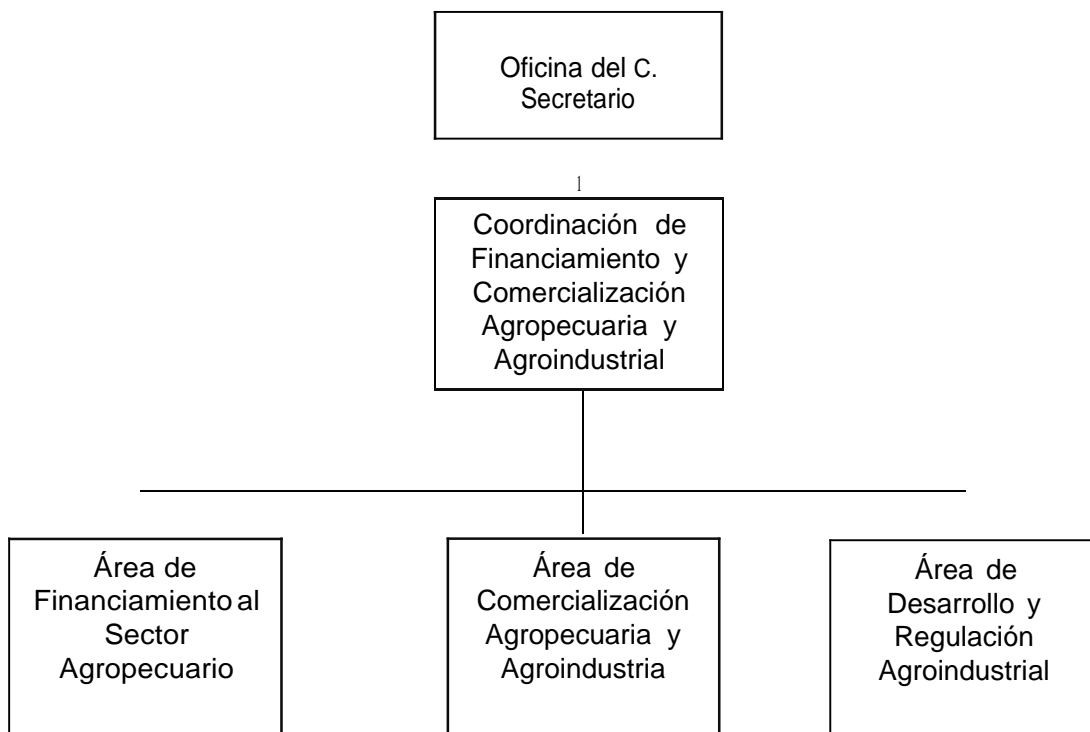 Oficina del C.
Secretario
1
Coordinación de
Financiamiento y
Comercialización
Agropecuaria y
Agroindustrial
Área de
Financiamiento al
Sector
Agropecuario
Área de
Comercialización
Agropecuaria y
Agroindustria
Área de
Desarrollo y
Regulación
Agroindustrial